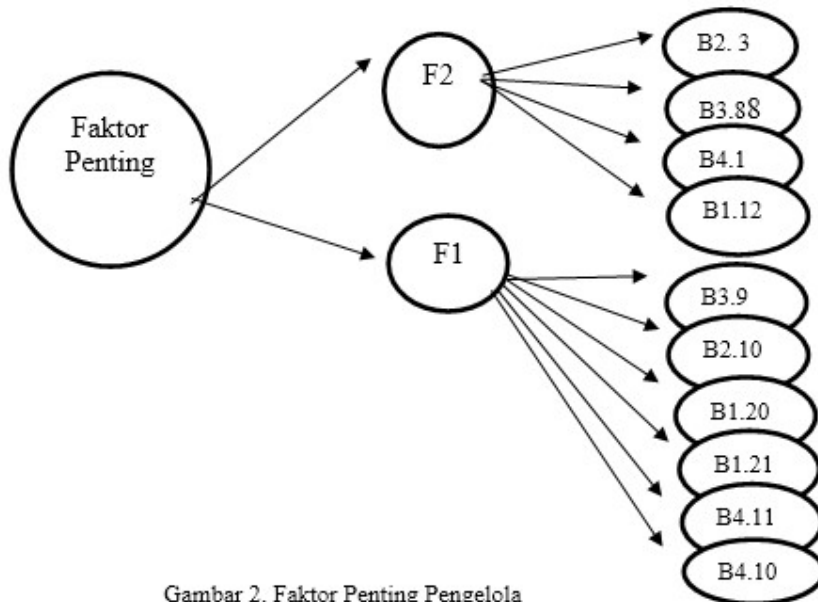 Faktor
Penting
F2
B2. 3
B3.88
B4.1
B1.12
F1
B3.9
B2.10
B1.20
B1.21
B4.11
B4.10
Gambar 2. Faktor Penting Pengelola